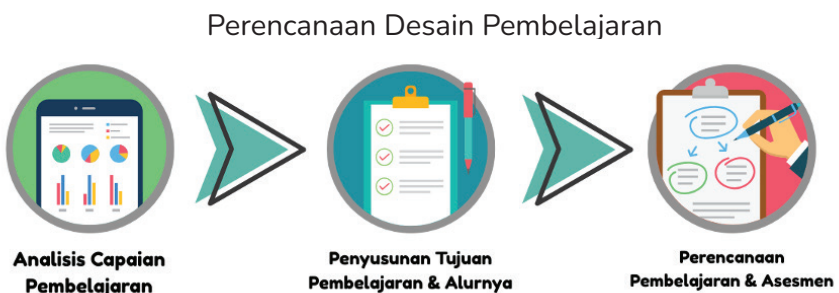 Perencanaan Desain Pembelajaran
Analisis Capaian
Pembelajaran
Penyusunan Tujuan
Pembelajaran & Alurnya
Perencanaan
Pembelajaran & Asesmen